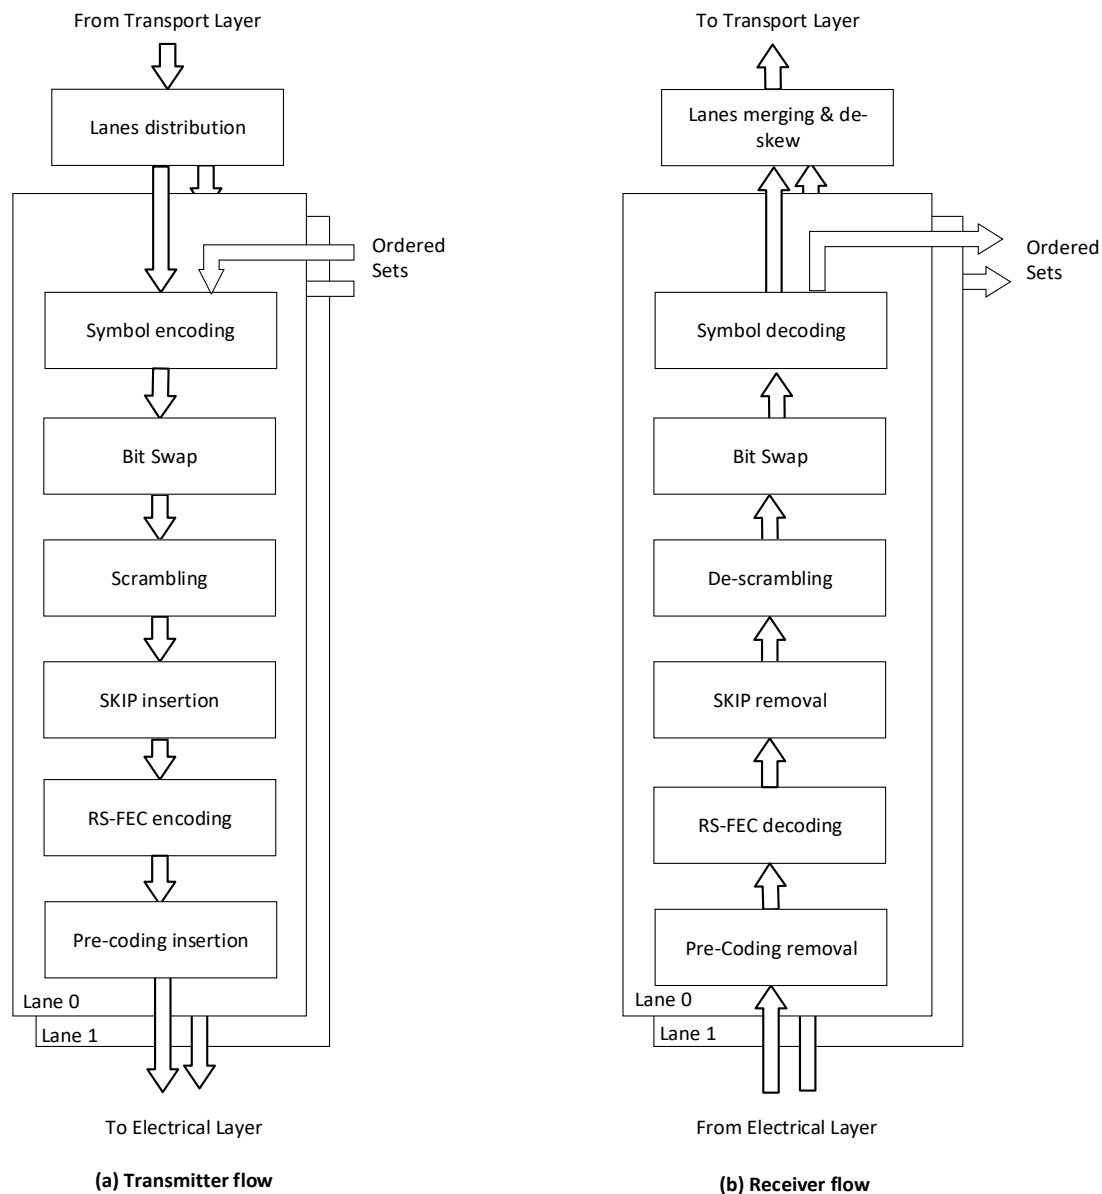 From Transport Layer
Lanes distribution
Ordered
Sets
Symbol encoding
Bit Swap
Scrambling
SKIP insertion
RS-FEC encoding
Pre-coding insertion
Lane 0
Lane 1
To Electrical Layer
(a) Transmitter flow
To Transport Layer
Lanes merging & de-
skew
Ordered
Sets
Symbol decoding
Bit Swap
De-scrambling
SKIP removal
RS-FEC decoding
Pre-Coding removal
Lane 0
Lane 1
From Electrical Layer
(b) Receiver flow